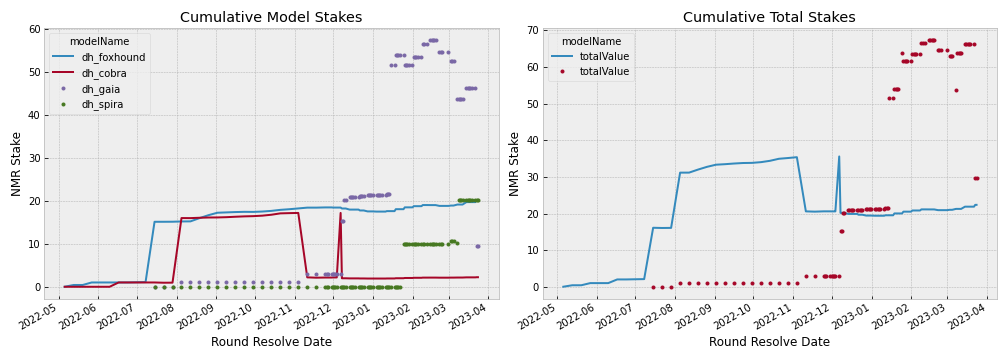 Cumulative Model Stakes
60
50
40
30
20
10
0
NMR Stake
modelName
dh_foxhound
dh_cobra
dh_gaia
dh_spira
2022-05
2022-06
2022-07
2022-08
2022-09
2022-10
2022-11
2022-12
2023-01
2023-02
2023-03
2023-04
Round Resolve Date
Cumulative Total Stakes
70
60
50
40
30
20
10
0
NMR Stake
modelName
totalValue
totalValue
2022-05
2022-06
2022-07
2022-08
2022-09
2022-10
2022-11
2022-12
2023-01
2023-02
2023-03
2023-04
Round Resolve Date